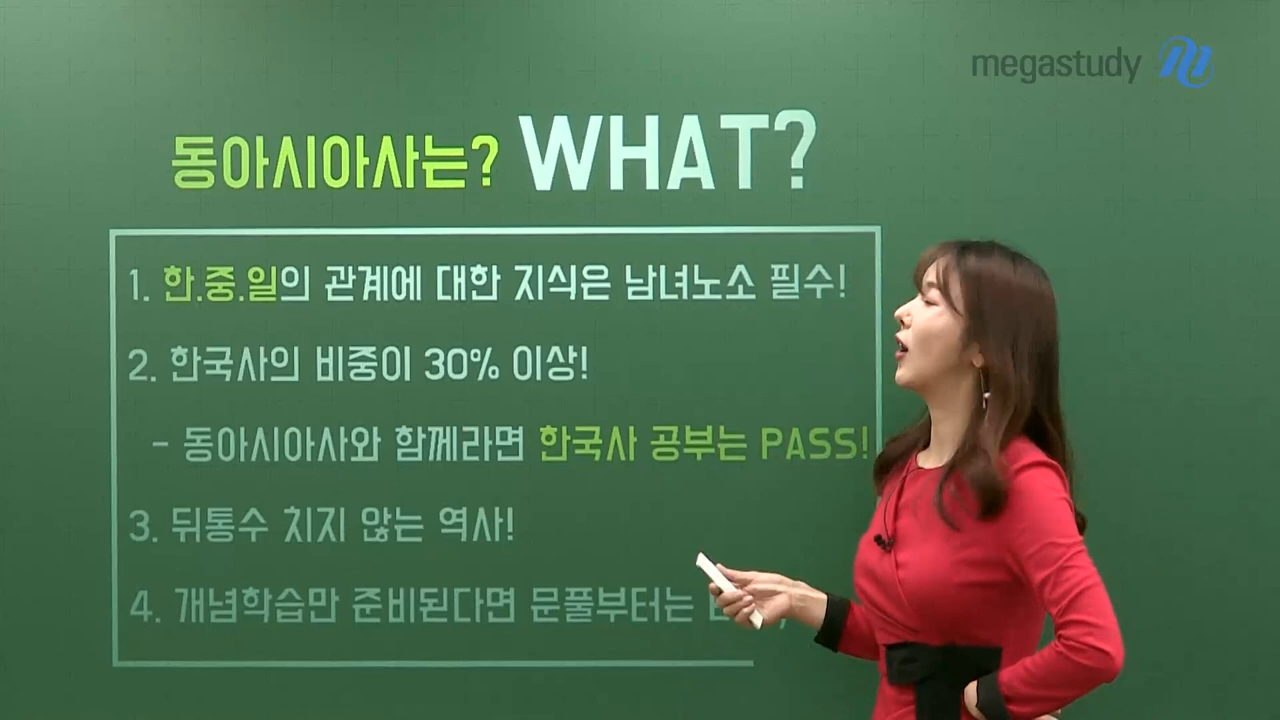 megastudy
동아시아사는? WHAT?
1. 한.중.일의 관계에 대한 지식은 남녀노소 필수!
2. 한국사의 비중이 30% 이상!
- 동아시아사와 함께라면 한국사 공부는 PASS!
3. 뒤통수 치지 않는 역사!
4. 개념학습만 준비된다면 문풀부터는